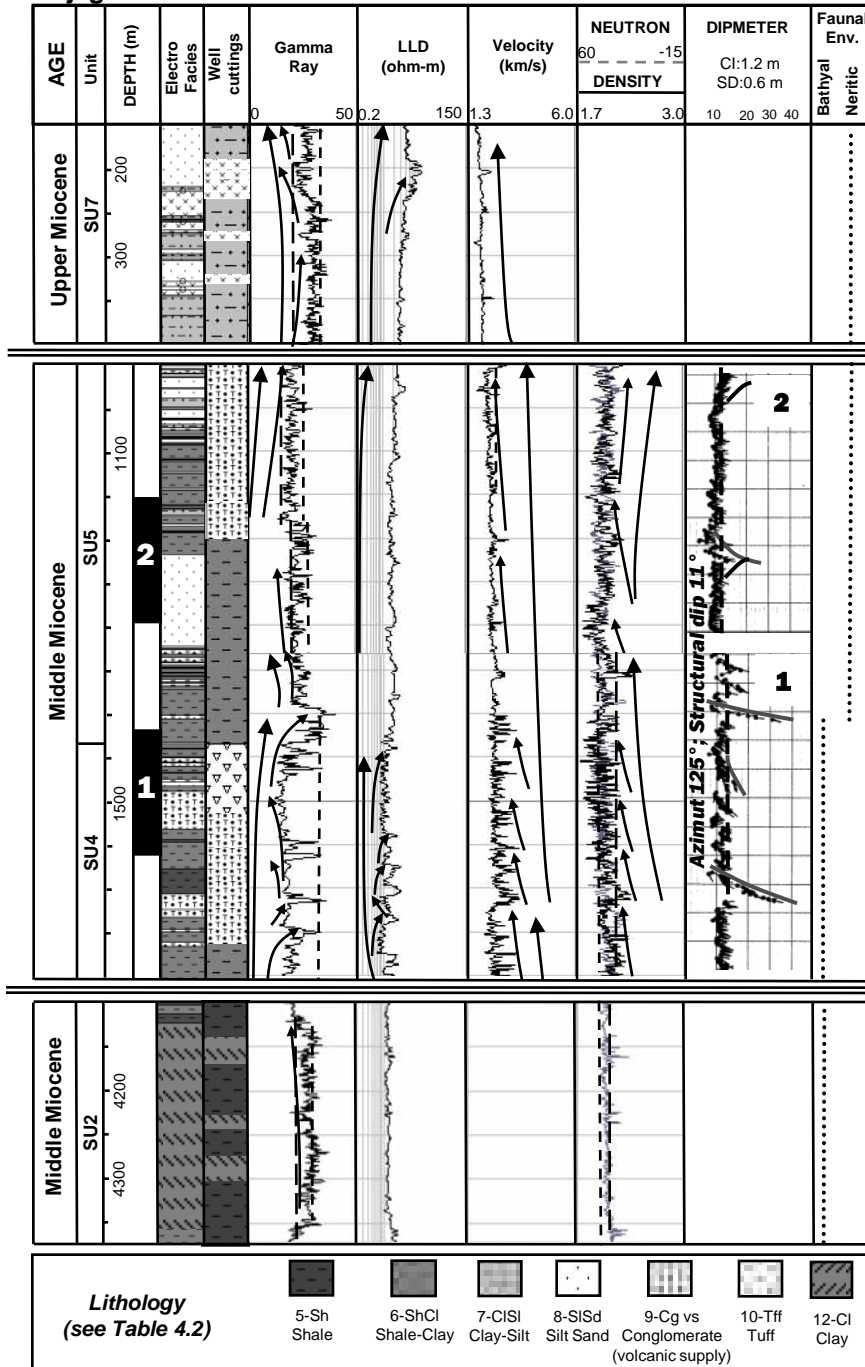 AGE
Unit
DEPTH (m)
Electro
Facies
Well
cuttings
Gamma
Ray
0 50
LLD
(ohm-m)
0.2 150
Velocity
(km/s)
1.3 6.0
NEUTRON
60 -15
DENSITY
1.7 3.0
DIPMETER
CI:1.2 m
SD:0.6 m
10 20 30 40
Faunal
Env.
Bathyal
Neritic
Upper Miocene
SU7
200
300
Middle Miocene
SU5
SU4
1100
1500
2
1
2
1
Azimut 125°; Structural dip 11°
Middle Miocene
SU2
4200
4300
Lithology
(see Table 4.2)
5-Sh
Shale
6-ShCl
Shale-Clay
7-ClSl
Clay-Silt
8-SlSd
Silt Sand
9-Cg vs
Conglomerate
(volcanic supply)
10-Tff
Tuff
12-Cl
Clay